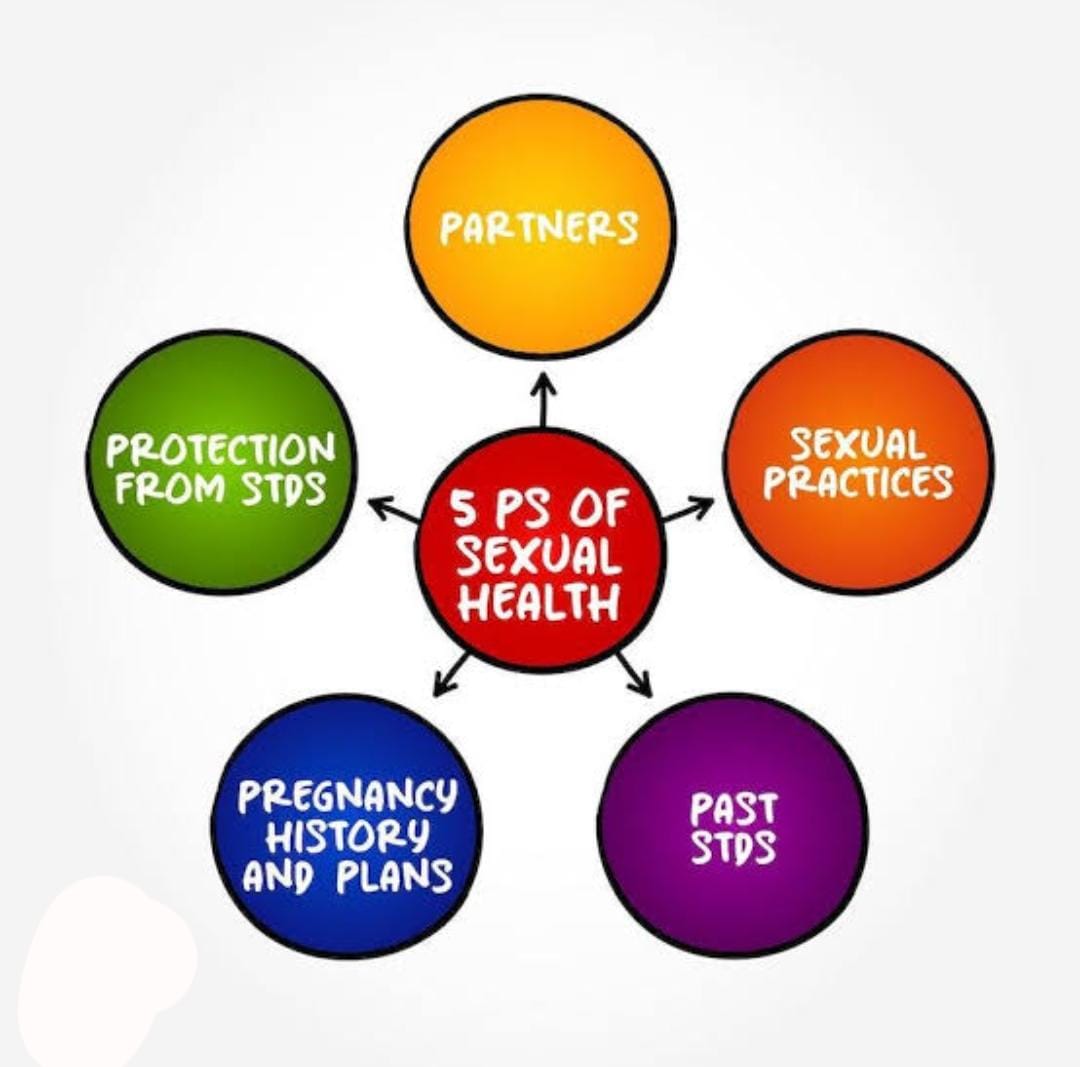 PARTNERS
PROTECTION
FROM STDS
SEXUAL
PRACTICES
5 PS OF
SEXUAL
HEALTH
PREGNANCY
HISTORY
AND PLANS
PAST
STDS